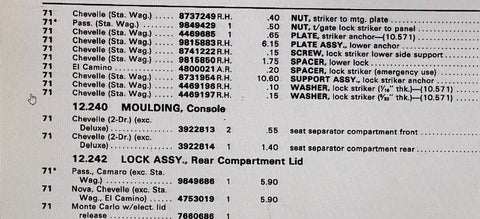 71 Chevelle (Sta. Wag.) ..... 8737249 R.H. .40 NUT, striker to mtg. plate
71* Pass. (Sta. Wag.) ........ 9849429 1 .50 NUT, t/gate lock striker to panel
71 Chevelle (Sta. Wag.) ..... 4469685 1 .65 PLATE, striker anchor—(10.571)
71 Chevelle (Sta. Wag.) ..... 9815883 R.H. 6.15 PLATE ASSY., lower anchor
71 Chevelle (Sta. Wag.) ..... 8741222 R.H. .15 SCREW, lock striker lower side support
71 Chevelle (Sta. Wag.) ..... 9815850 R.H. 1.75 SPACER, lower lock
71 El Camino ............... 4800021 A.R. .20 SPACER, lock striker (emergency use)
71 Chevelle (Sta. Wag.) ..... 8731954 R.H. 10.60 SUPPORT ASSY., lock striker anchor
71 Chevelle (Sta. Wag.) ..... 4469196 R.H. .10 WASHER, lock striker thk.)—(10.571)
71 Chevelle (Sta. Wag.) ..... 4469197 R.H. .15 WASHER, lock striker thk.)—(10.571)
12.240 MOULDING, Console
71 Chevelle (2-Dr.) (exc.
Deluxe) ................ 3922813 2 .55 seat separator compartment front
71 Chevelle (2-Dr.) (exc.
Deluxe) ................ 3922814 1 1.40 seat separator compartment rear
12.242 LOCK ASSY., Rear Compartment Lid
71* Pass., Camaro (exc. Sta.
Wag.) .................. 9849686 1 5.90
71 Nova, Chevelle (exc. Sta.
Wag., El Camino) ....... 4753019 1 5.90
71 Monte Carlo w/elect. lid
release ................ 7660686 1